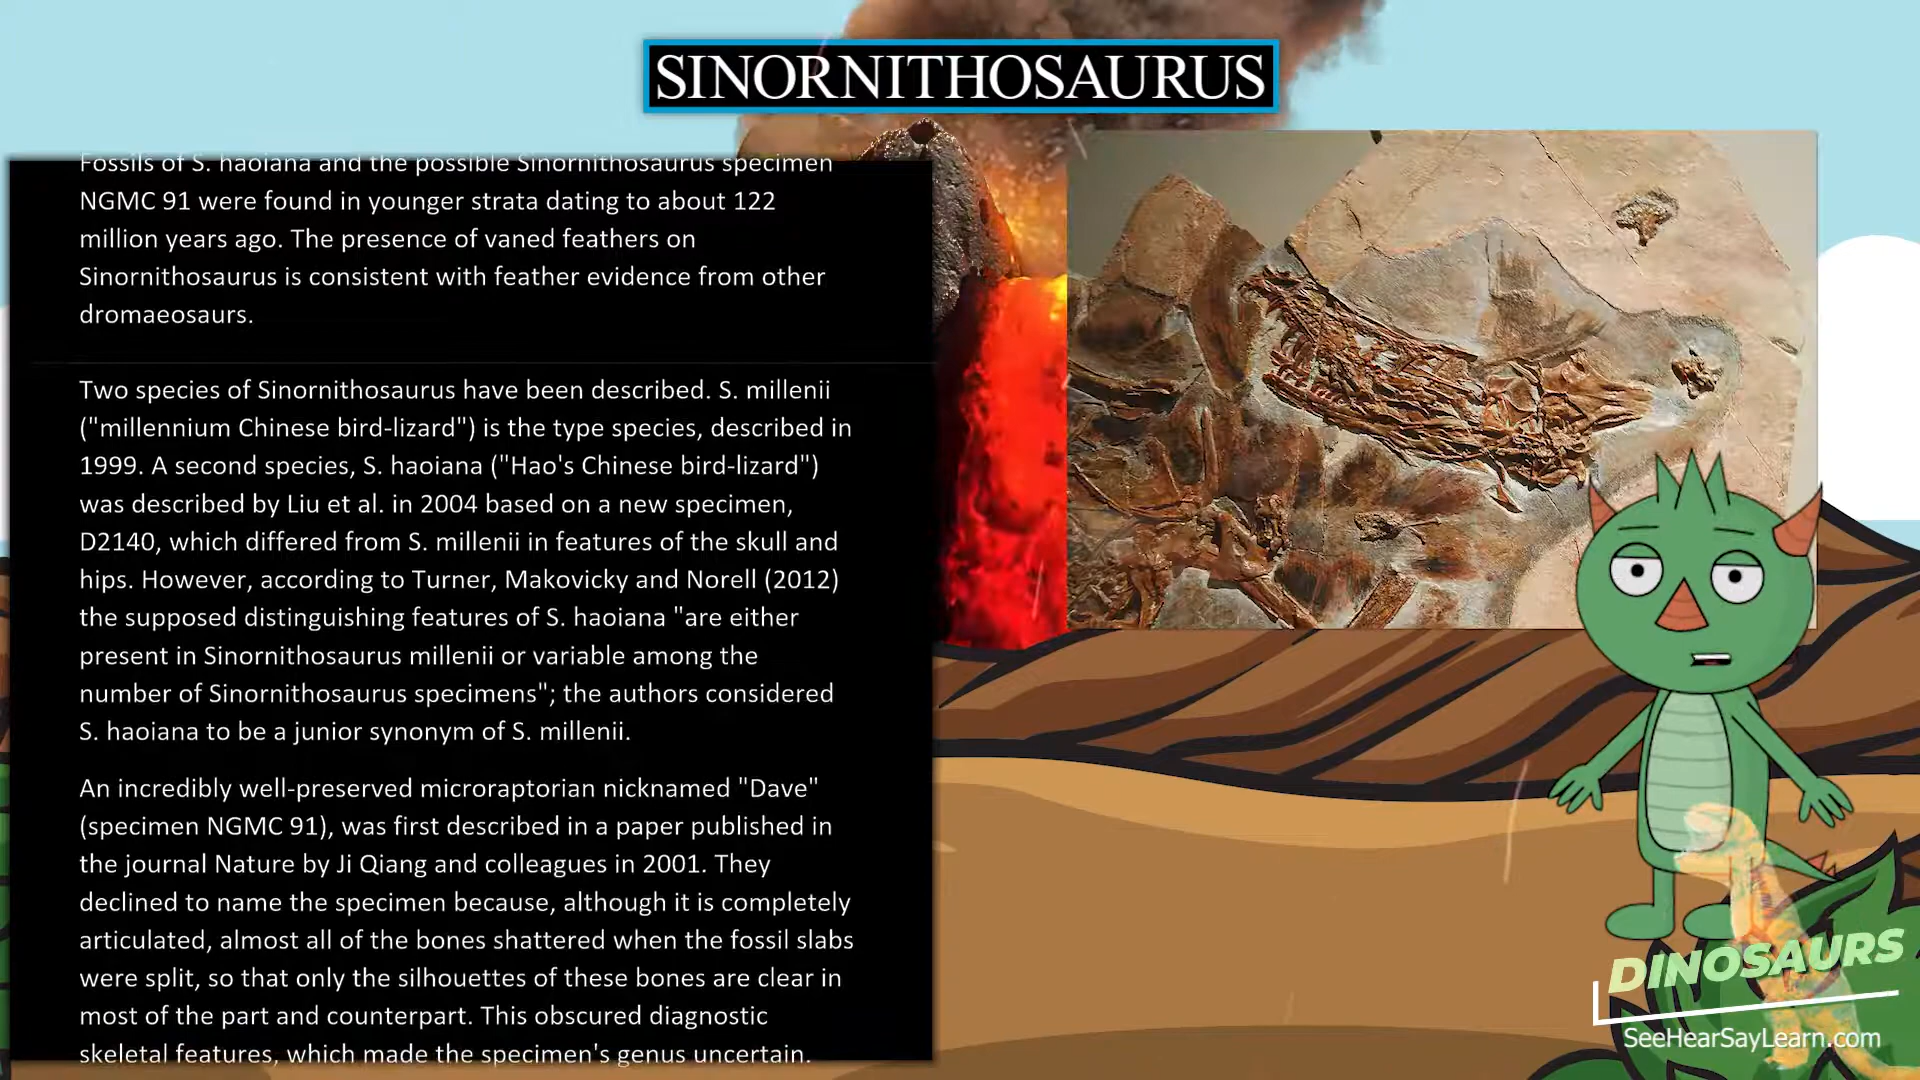 SINORNITHOSAURUS
Fossils of S. haoiana and the possible Sinornithosaurus specimen
NGMC 91 were found in younger strata dating to about 122
million years ago. The presence of vaned feathers on
Sinornithosaurus is consistent with feather evidence from other
dromaeosaurs.
Two species of Sinornithosaurus have been described. S. millenii
("millennium Chinese bird-lizard") is the type species, described in
1999. A second species, S. haoiana ("Hao's Chinese bird-lizard")
was described by Liu et al. in 2004 based on a new specimen,
D2140, which differed from S. millenii in features of the skull and
hips. However, according to Turner, Makovicky and Norell (2012)
the supposed distinguishing features of S. haoiana "are either
present in Sinornithosaurus millenii or variable among the
number of Sinornithosaurus specimens"; the authors considered
S. haoiana to be a junior synonym of S. millenii.
An incredibly well-preserved microraptorian nicknamed "Dave"
(specimen NGMC 91), was first described in a paper published in
the journal Nature by Ji Qiang and colleagues in 2001. They
declined to name the specimen because, although it is completely
articulated, almost all of the bones shattered when the fossil slabs
were split, so that only the silhouettes of these bones are clear in
most of the part and counterpart. This obscured diagnostic
skeletal features, which made the specimen's genus uncertain.
DINOSAURS
SeeHearSayLearn.com